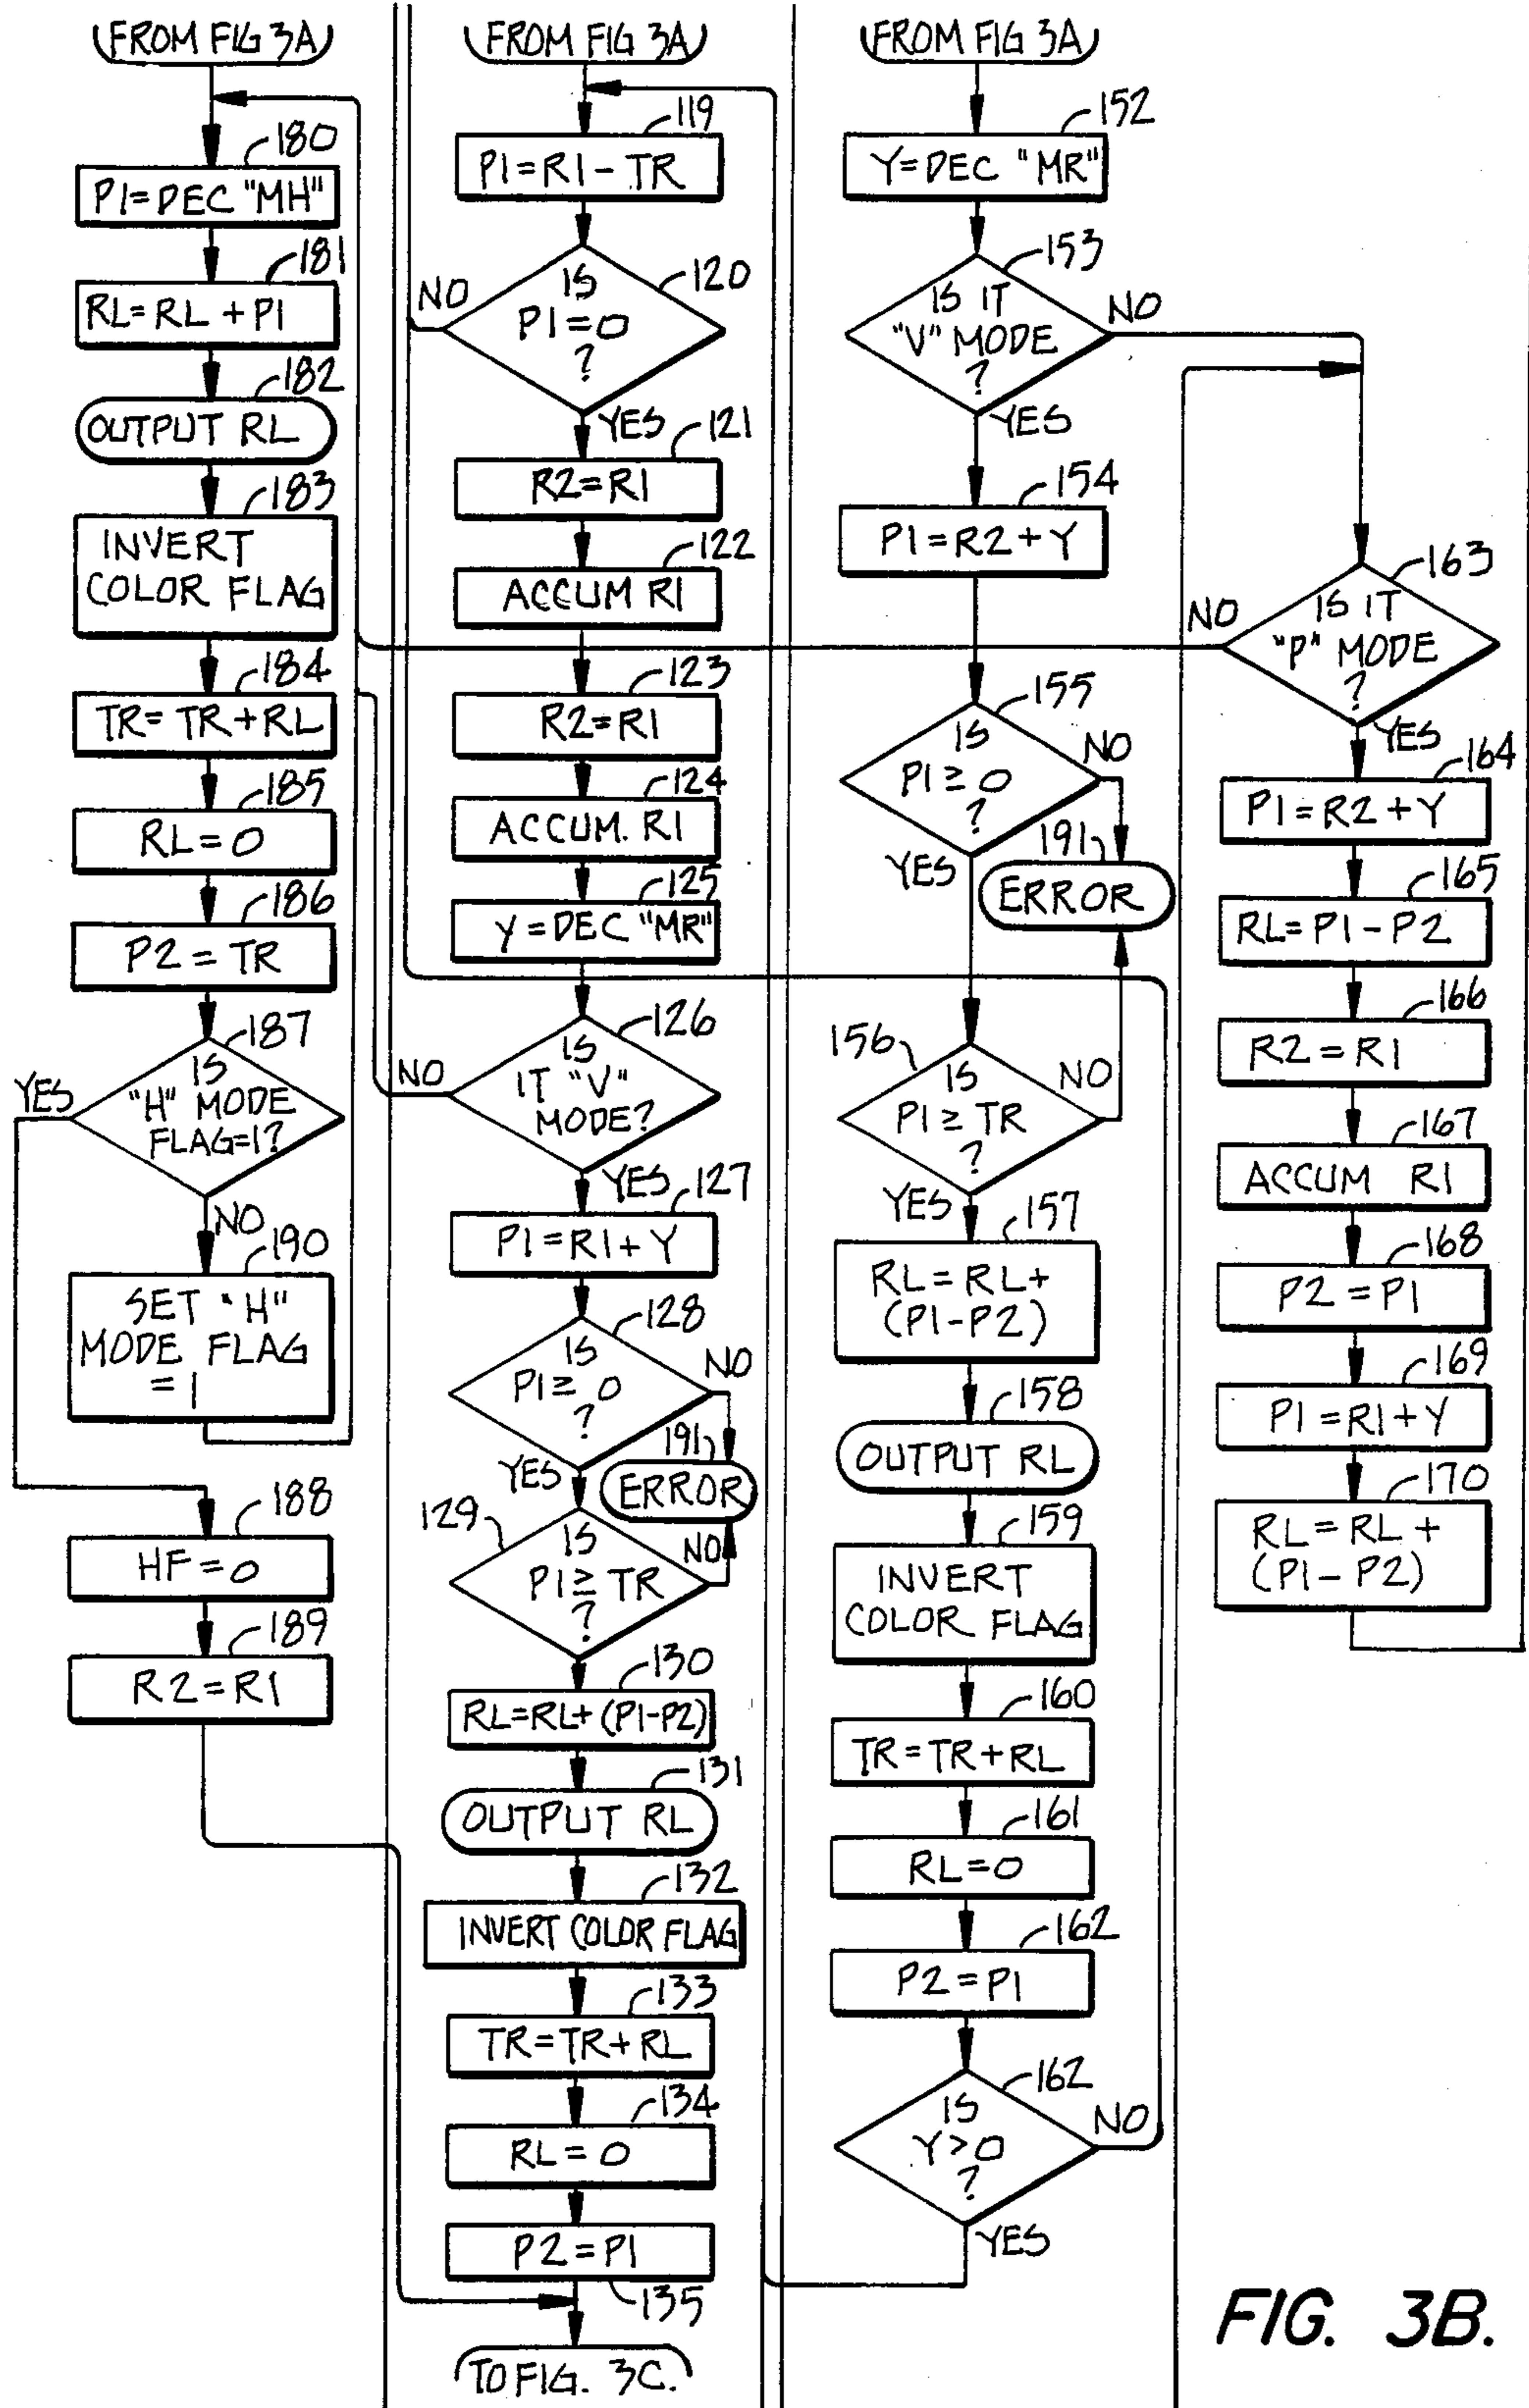 FROM FIG 3A
180
P1=DEC "MH"
181
RL=RL+P1
182
OUTPUT RL
183
INVERT
COLOR FLAG
184
TR=TR+RL
185
RL=0
186
P2=TR
187
IS
"H" MODE
FLAG=1?
YES
NO
190
SET "H"
MODE FLAG
=1
188
HF=0
189
R2=R1
FROM FIG 3A
119
P1=R1-TR
120
IS
P1=0
?
NO
YES
121
R2=R1
122
ACCUM R1
123
R2=R1
124
ACCUM. R1
125
Y=DEC "MR"
126
IS
IT "V"
MODE?
NO
YES
127
P1=R1+Y
128
IS
P1≥0
?
NO
YES
191
ERROR
129
IS
P1≥TR
?
NO
130
RL=RL+(P1-P2)
131
OUTPUT RL
132
INVERT COLOR FLAG
133
TR=TR+RL
134
RL=0
P2=P1
135
TO FIG. 3C.
FROM FIG 3A
152
Y=DEC "MR"
153
IS IT
"V" MODE
?
NO
YES
154
P1=R2+Y
155
IS
P1≥0
?
NO
YES
191
ERROR
156
IS
P1≥TR
?
NO
YES
157
RL=RL+
(P1-P2)
158
OUTPUT RL
159
INVERT
COLOR FLAG
160
TR=TR+RL
161
RL=0
162
P2=P1
162
IS
Y>0
?
NO
YES
163
IS IT
"P" MODE
?
NO
YES
164
P1=R2+Y
165
RL=P1-P2
166
R2=R1
167
ACCUM R1
168
P2=P1
169
P1=R1+Y
170
RL=RL+
(P1-P2)
FIG. 3B.